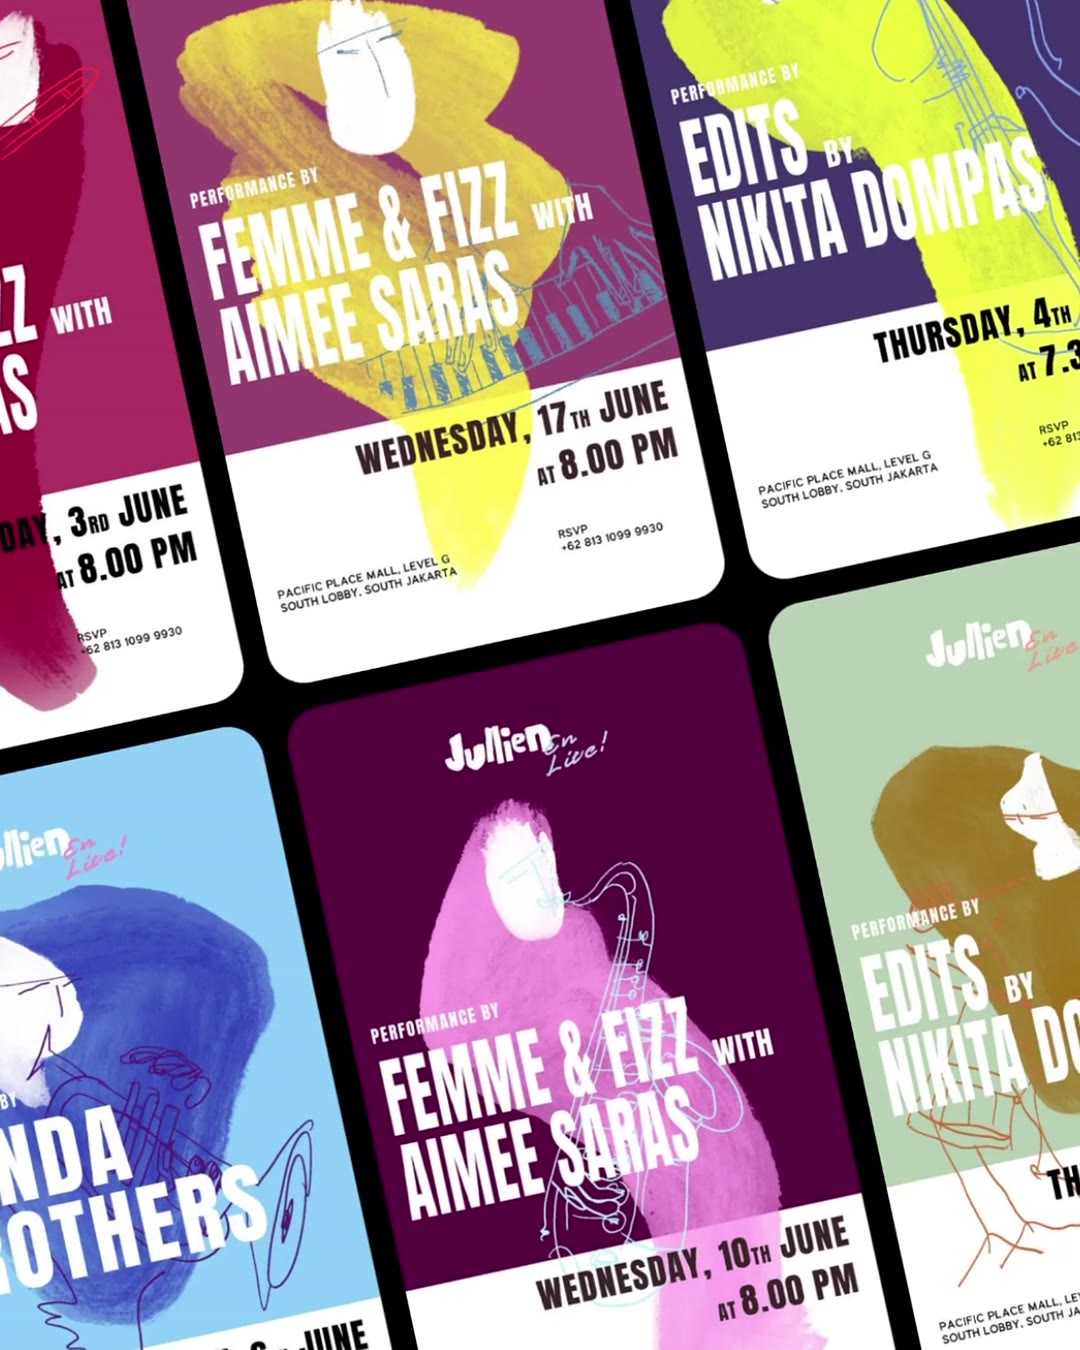 ZZ WITH
AS
DAY, 3RD JUNE
AT 8.00 PM
RSVP
+62 813 1099 9930
PERFORMANCE BY
FEMME & FIZZ WITH
AIMEE SARAS
WEDNESDAY, 17TH JUNE
AT 8.00 PM
RSVP
+62 813 1099 9930
PACIFIC PLACE MALL, LEVEL G
SOUTH LOBBY, SOUTH JAKARTA
PERFORMANCE BY
EDITS BY
NIKITA DOMPAS
THURSDAY, 4TH
AT 7.3
RSVP
+62 813
PACIFIC PLACE MALL, LEVEL G
SOUTH LOBBY, SOUTH JAKARTA
ullien En
Live!
BY
NDA
ROTHERS
JUNE
Jullien En
Live!
PERFORMANCE BY
FEMME & FIZZ WITH
AIMEE SARAS
WEDNESDAY, 10TH JUNE
AT 8.00 PM
Jullien En
Live
PERFORMANCE BY
EDITS BY
NIKITA DO
TH
PACIFIC PLACE MALL, LEV
SOUTH LOBBY, SOUTH JA